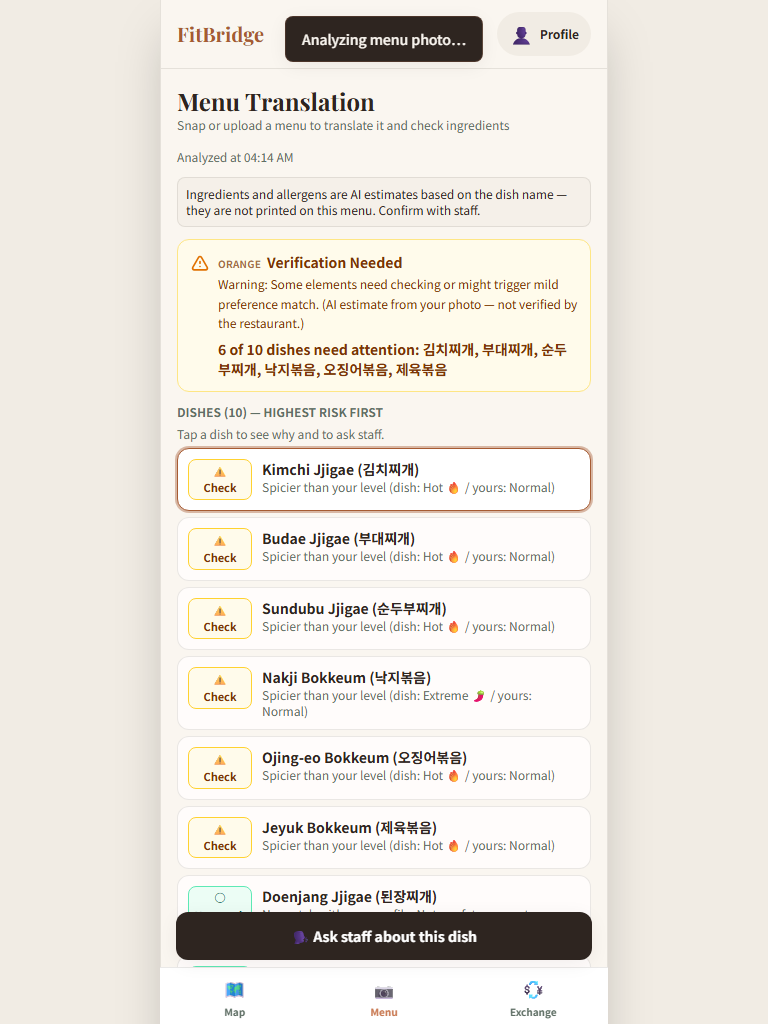 FitBridge
Analyzing menu photo…
Profile
Menu Translation
Snap or upload a menu to translate it and check ingredients
Analyzed at 04:14 AM
Ingredients and allergens are AI estimates based on the dish name —
they are not printed on this menu. Confirm with staff.
ORANGE Verification Needed
Warning: Some elements need checking or might trigger mild
preference match. (AI estimate from your photo — not verified by
the restaurant.)
6 of 10 dishes need attention: 김치찌개, 부대찌개, 순두
부찌개, 낙지볶음, 오징어볶음, 제육볶음
DISHES (10) — HIGHEST RISK FIRST
Tap a dish to see why and to ask staff.
Check
Kimchi Jjigae (김치찌개)
Spicier than your level (dish: Hot 🔥 / yours: Normal)
Check
Budae Jjigae (부대찌개)
Spicier than your level (dish: Hot 🔥 / yours: Normal)
Check
Sundubu Jjigae (순두부찌개)
Spicier than your level (dish: Hot 🔥 / yours: Normal)
Check
Nakji Bokkeum (낙지볶음)
Spicier than your level (dish: Extreme 🌶️ / yours:
Normal)
Check
Ojing-eo Bokkeum (오징어볶음)
Spicier than your level (dish: Hot 🔥 / yours: Normal)
Check
Jeyuk Bokkeum (제육볶음)
Spicier than your level (dish: Hot 🔥 / yours: Normal)
Doenjang Jjigae (된장찌개)
Ask staff about this dish
Map
Menu
Exchange